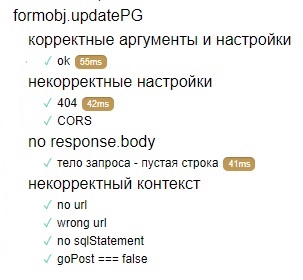 formobj.updatePG
корректные аргументы и настройки
✓ ok 55ms
некорректные настройки
✓ 404 42ms
✓ CORS
no response.body
✓ тело запроса - пустая строка 41ms
некорректный контекст
✓ no url
✓ wrong url
✓ no sqlStatement
✓ goPost === false